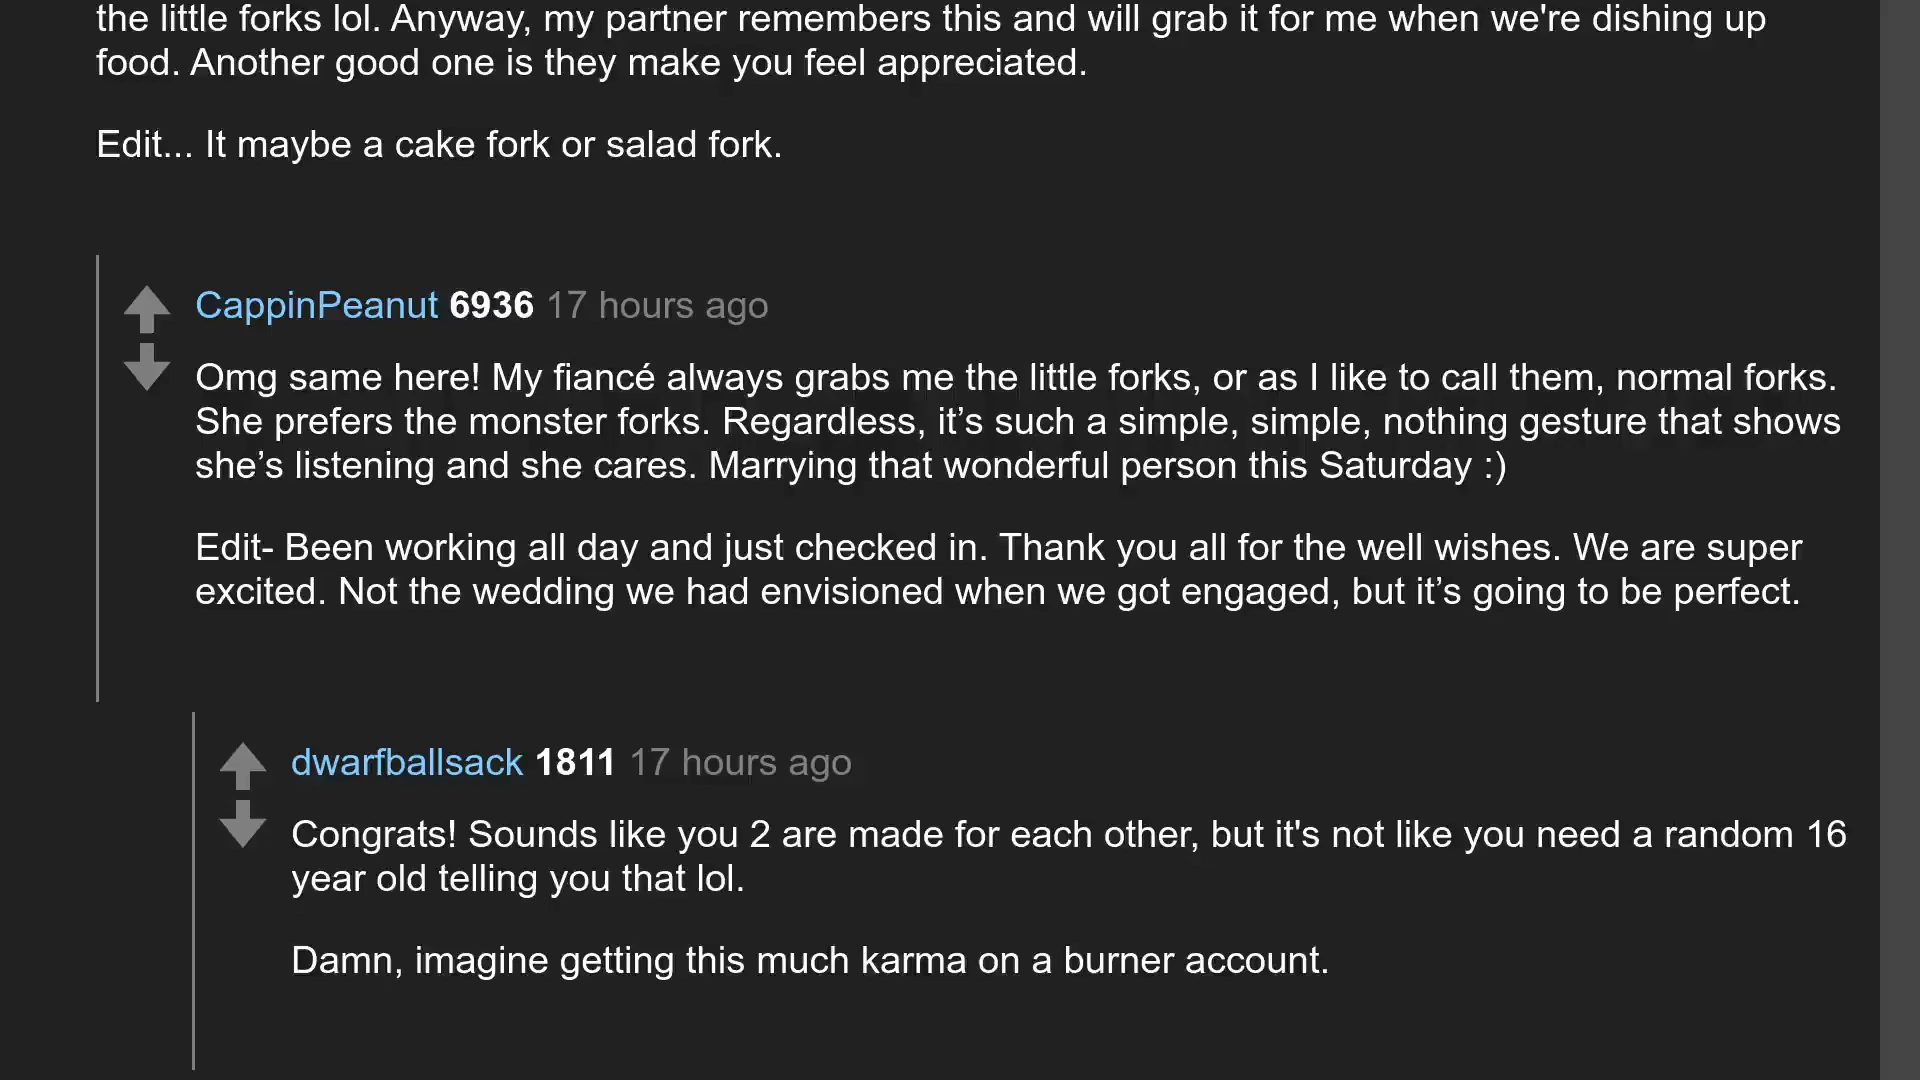 the little forks lol. Anyway, my partner remembers this and will grab it for me when we're dishing up
food. Another good one is they make you feel appreciated.
Edit... It maybe a cake fork or salad fork.
CappinPeanut 6936 17 hours ago
Omg same here! My fiancé always grabs me the little forks, or as I like to call them, normal forks.
She prefers the monster forks. Regardless, it’s such a simple, simple, nothing gesture that shows
she’s listening and she cares. Marrying that wonderful person this Saturday :)
Edit- Been working all day and just checked in. Thank you all for the well wishes. We are super
excited. Not the wedding we had envisioned when we got engaged, but it’s going to be perfect.
dwarfballsack 1811 17 hours ago
Congrats! Sounds like you 2 are made for each other, but it's not like you need a random 16
year old telling you that lol.
Damn, imagine getting this much karma on a burner account.